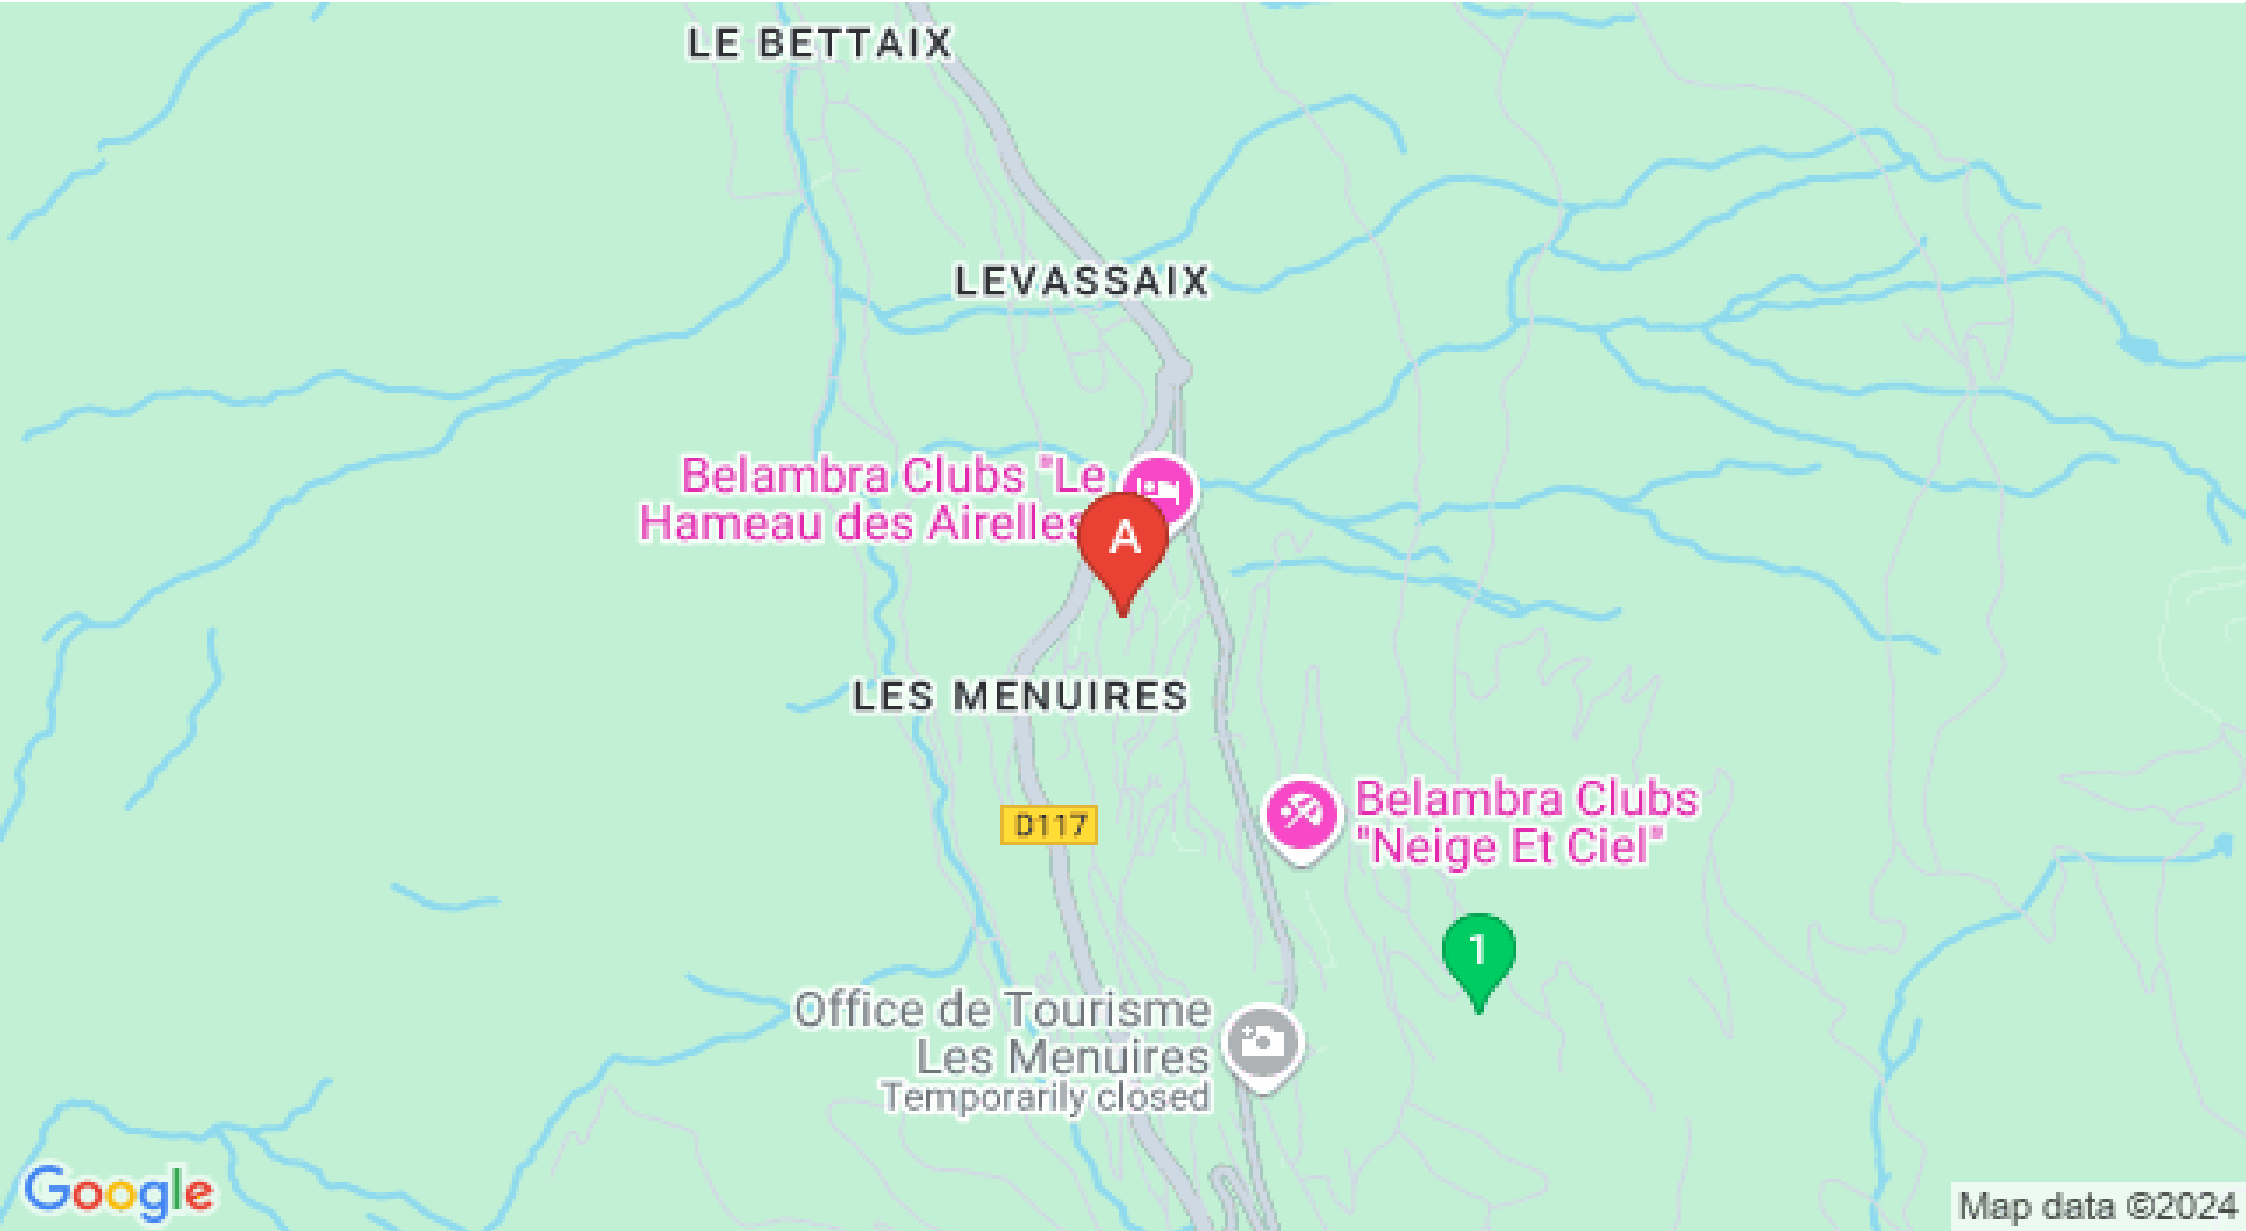 LE BETTAIX
LEVASSAIX
Belambra Clubs "Le
Hameau des Airelles
A
LES MENUIRES
D117
Belambra Clubs
"Neige Et Ciel"
1
Office de Tourisme
Les Menuires
Temporarily closed
Google
Map data ©2024